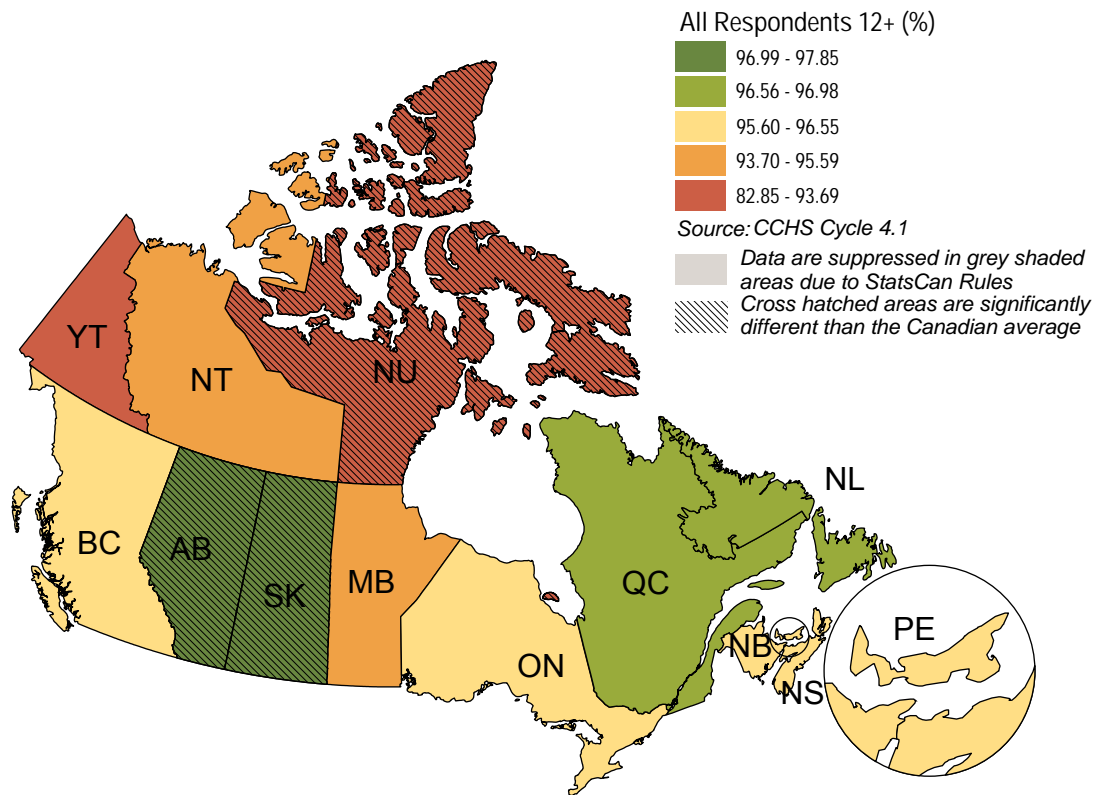 All Respondents 12+ (%)
96.99 - 97.85
96.56 - 96.98
95.60 - 96.55
93.70 - 95.59
82.85 - 93.69
Source: CCHS Cycle 4.1
Data are suppressed in grey shaded
areas due to StatsCan Rules
Cross hatched areas are significantly
different than the Canadian average
YT
NT
NU
NL
BC
AB
SK
MB
QC
ON
NB
PE
NS